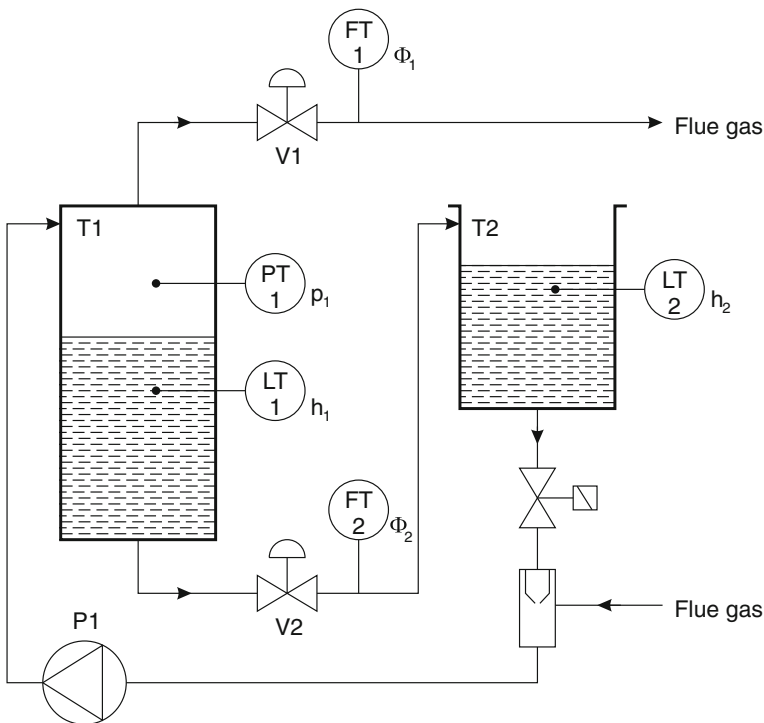 FT
1
Φ₁
V1
Flue gas
T1
T2
PT
1
p₁
LT
2
h₂
LT
1
h₁
FT
2
Φ₂
V2
Flue gas
P1